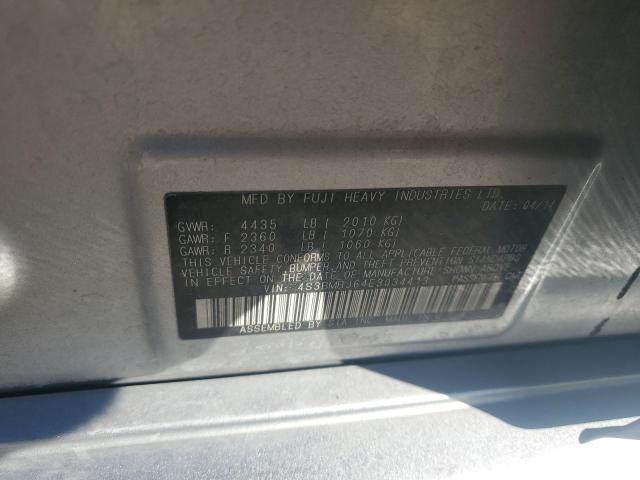 MFD BY FUJI HEAVY INDUSTRIES LTD.
DATE: 04/14
GVWR: 4435 LB ( 2010 KG)
GAWR: F 2360 LB ( 1070 KG)
GAWR: R 2340 LB ( 1060 KG)
THIS VEHICLE CONFORMS TO ALL APPLICABLE FEDERAL MOTOR
VEHICLE SAFETY, BUMPER, AND THEFT PREVENTION STANDARDS
IN EFFECT ON THE DATE OF MANUFACTURE SHOWN ABOVE.
VIN:
ASSEMBLED BY SIA INC.